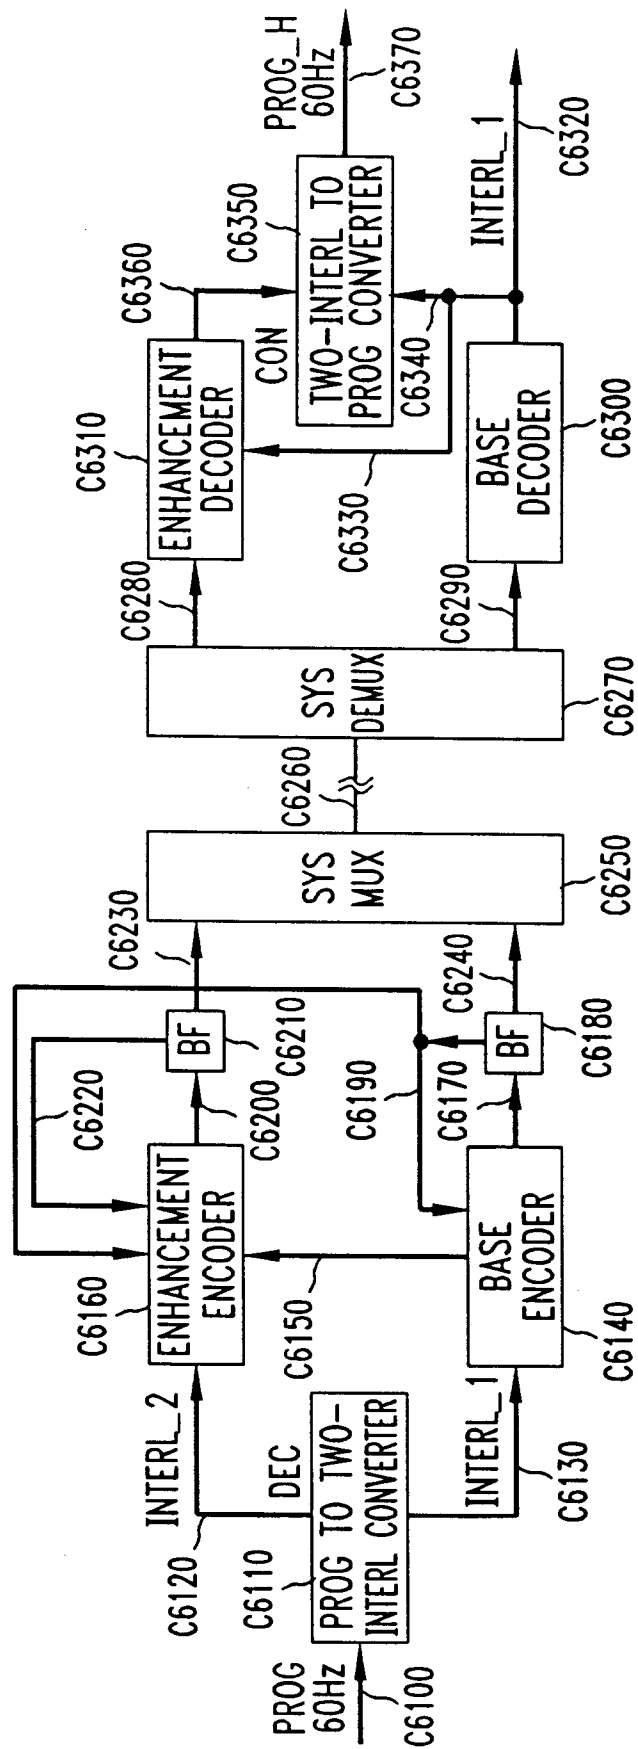 PROG
60Hz
C6100
C6110
PROG TO TWO-
INTERL CONVERTER
DEC
C6120
INTERL_2
C6130
INTERL_1
C6160
ENHANCEMENT
ENCODER
C6150
BASE
ENCODER
C6140
C6220
C6200
BF
C6210
C6190
C6170
BF
C6180
C6230
C6240
SYS
MUX
C6250
C6260
SYS
DEMUX
C6270
C6280
C6290
C6310
ENHANCEMENT
DECODER
C6330
BASE
DECODER
C6300
C6360
CON
C6350
TWO-INTERL TO
PROG CONVERTER
C6340
PROG_H
60Hz
C6370
INTERL_1
C6320